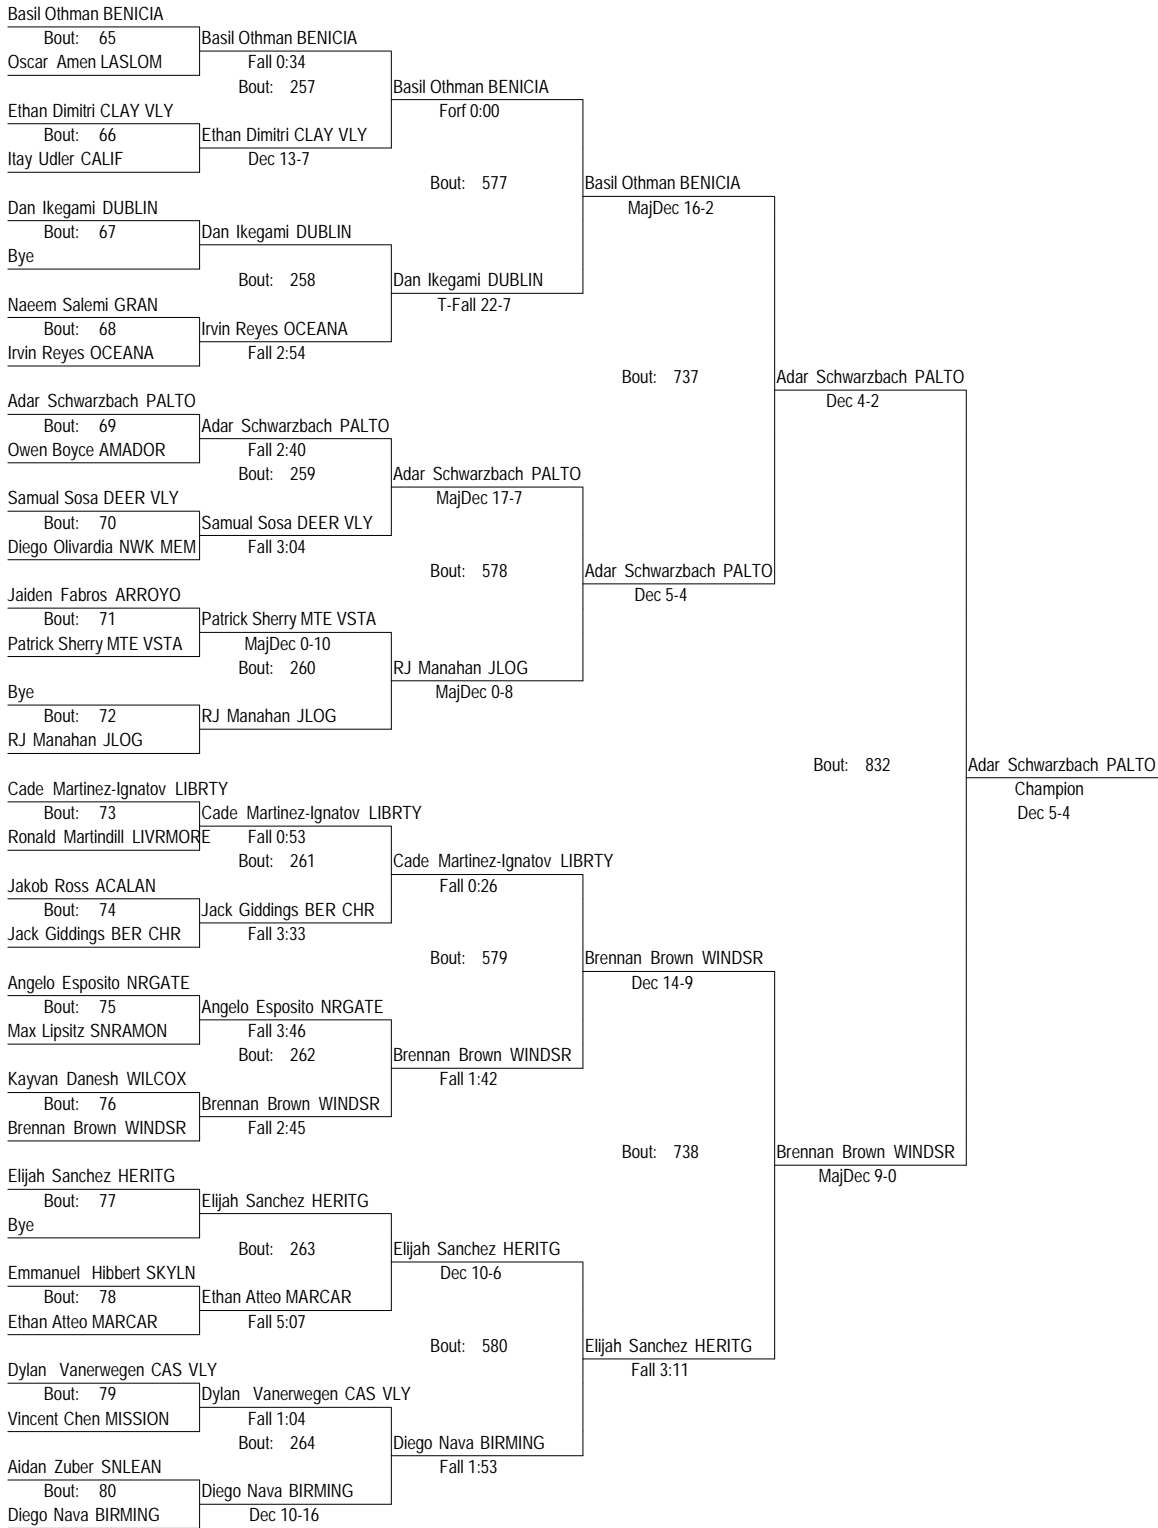 Basil Othman BENICIA
Bout: 65
Basil Othman BENICIA
Oscar Amen LASLOM
Fall 0:34
Bout: 257
Basil Othman BENICIA
Ethan Dimitri CLAY VLY
Forf 0:00
Bout: 66
Ethan Dimitri CLAY VLY
Itay Udler CALIF
Dec 13-7
Bout: 577
Basil Othman BENICIA
Dan Ikegami DUBLIN
MajDec 16-2
Bout: 67
Dan Ikegami DUBLIN
Bye
Bout: 258
Dan Ikegami DUBLIN
Naeem Salemi GRAN
T-Fall 22-7
Bout: 68
Irvin Reyes OCEANA
Irvin Reyes OCEANA
Fall 2:54
Bout: 737
Adar Schwarzbach PALTO
Adar Schwarzbach PALTO
Dec 4-2
Bout: 69
Adar Schwarzbach PALTO
Owen Boyce AMADOR
Fall 2:40
Bout: 259
Adar Schwarzbach PALTO
Samual Sosa DEER VLY
MajDec 17-7
Bout: 70
Samual Sosa DEER VLY
Diego Olivardia NWK MEM
Fall 3:04
Bout: 578
Adar Schwarzbach PALTO
Jaiden Fabros ARROYO
Dec 5-4
Bout: 71
Patrick Sherry MTE VSTA
Patrick Sherry MTE VSTA
MajDec 0-10
Bout: 260
RJ Manahan JLOG
Bye
MajDec 0-8
Bout: 72
RJ Manahan JLOG
RJ Manahan JLOG
Bout: 832
Adar Schwarzbach PALTO
Cade Martinez-Ignatov LIBRTY
Champion
Bout: 73
Cade Martinez-Ignatov LIBRTY
Dec 5-4
Ronald Martindill LIVRMORE
Fall 0:53
Bout: 261
Cade Martinez-Ignatov LIBRTY
Jakob Ross ACALAN
Fall 0:26
Bout: 74
Jack Giddings BER CHR
Jack Giddings BER CHR
Fall 3:33
Bout: 579
Brennan Brown WINDSR
Angelo Esposito NRGATE
Dec 14-9
Bout: 75
Angelo Esposito NRGATE
Max Lipsitz SNRAMON
Fall 3:46
Bout: 262
Brennan Brown WINDSR
Kayvan Danesh WILCOX
Fall 1:42
Bout: 76
Brennan Brown WINDSR
Brennan Brown WINDSR
Fall 2:45
Bout: 738
Brennan Brown WINDSR
Elijah Sanchez HERITG
MajDec 9-0
Bout: 77
Elijah Sanchez HERITG
Bye
Bout: 263
Elijah Sanchez HERITG
Emmanuel Hibbert SKYLN
Dec 10-6
Bout: 78
Ethan Atteo MARCAR
Ethan Atteo MARCAR
Fall 5:07
Bout: 580
Elijah Sanchez HERITG
Dylan Vanerwegen CAS VLY
Fall 3:11
Bout: 79
Dylan Vanerwegen CAS VLY
Vincent Chen MISSION
Fall 1:04
Bout: 264
Diego Nava BIRMING
Aidan Zuber SNLEAN
Fall 1:53
Bout: 80
Diego Nava BIRMING
Diego Nava BIRMING
Dec 10-16